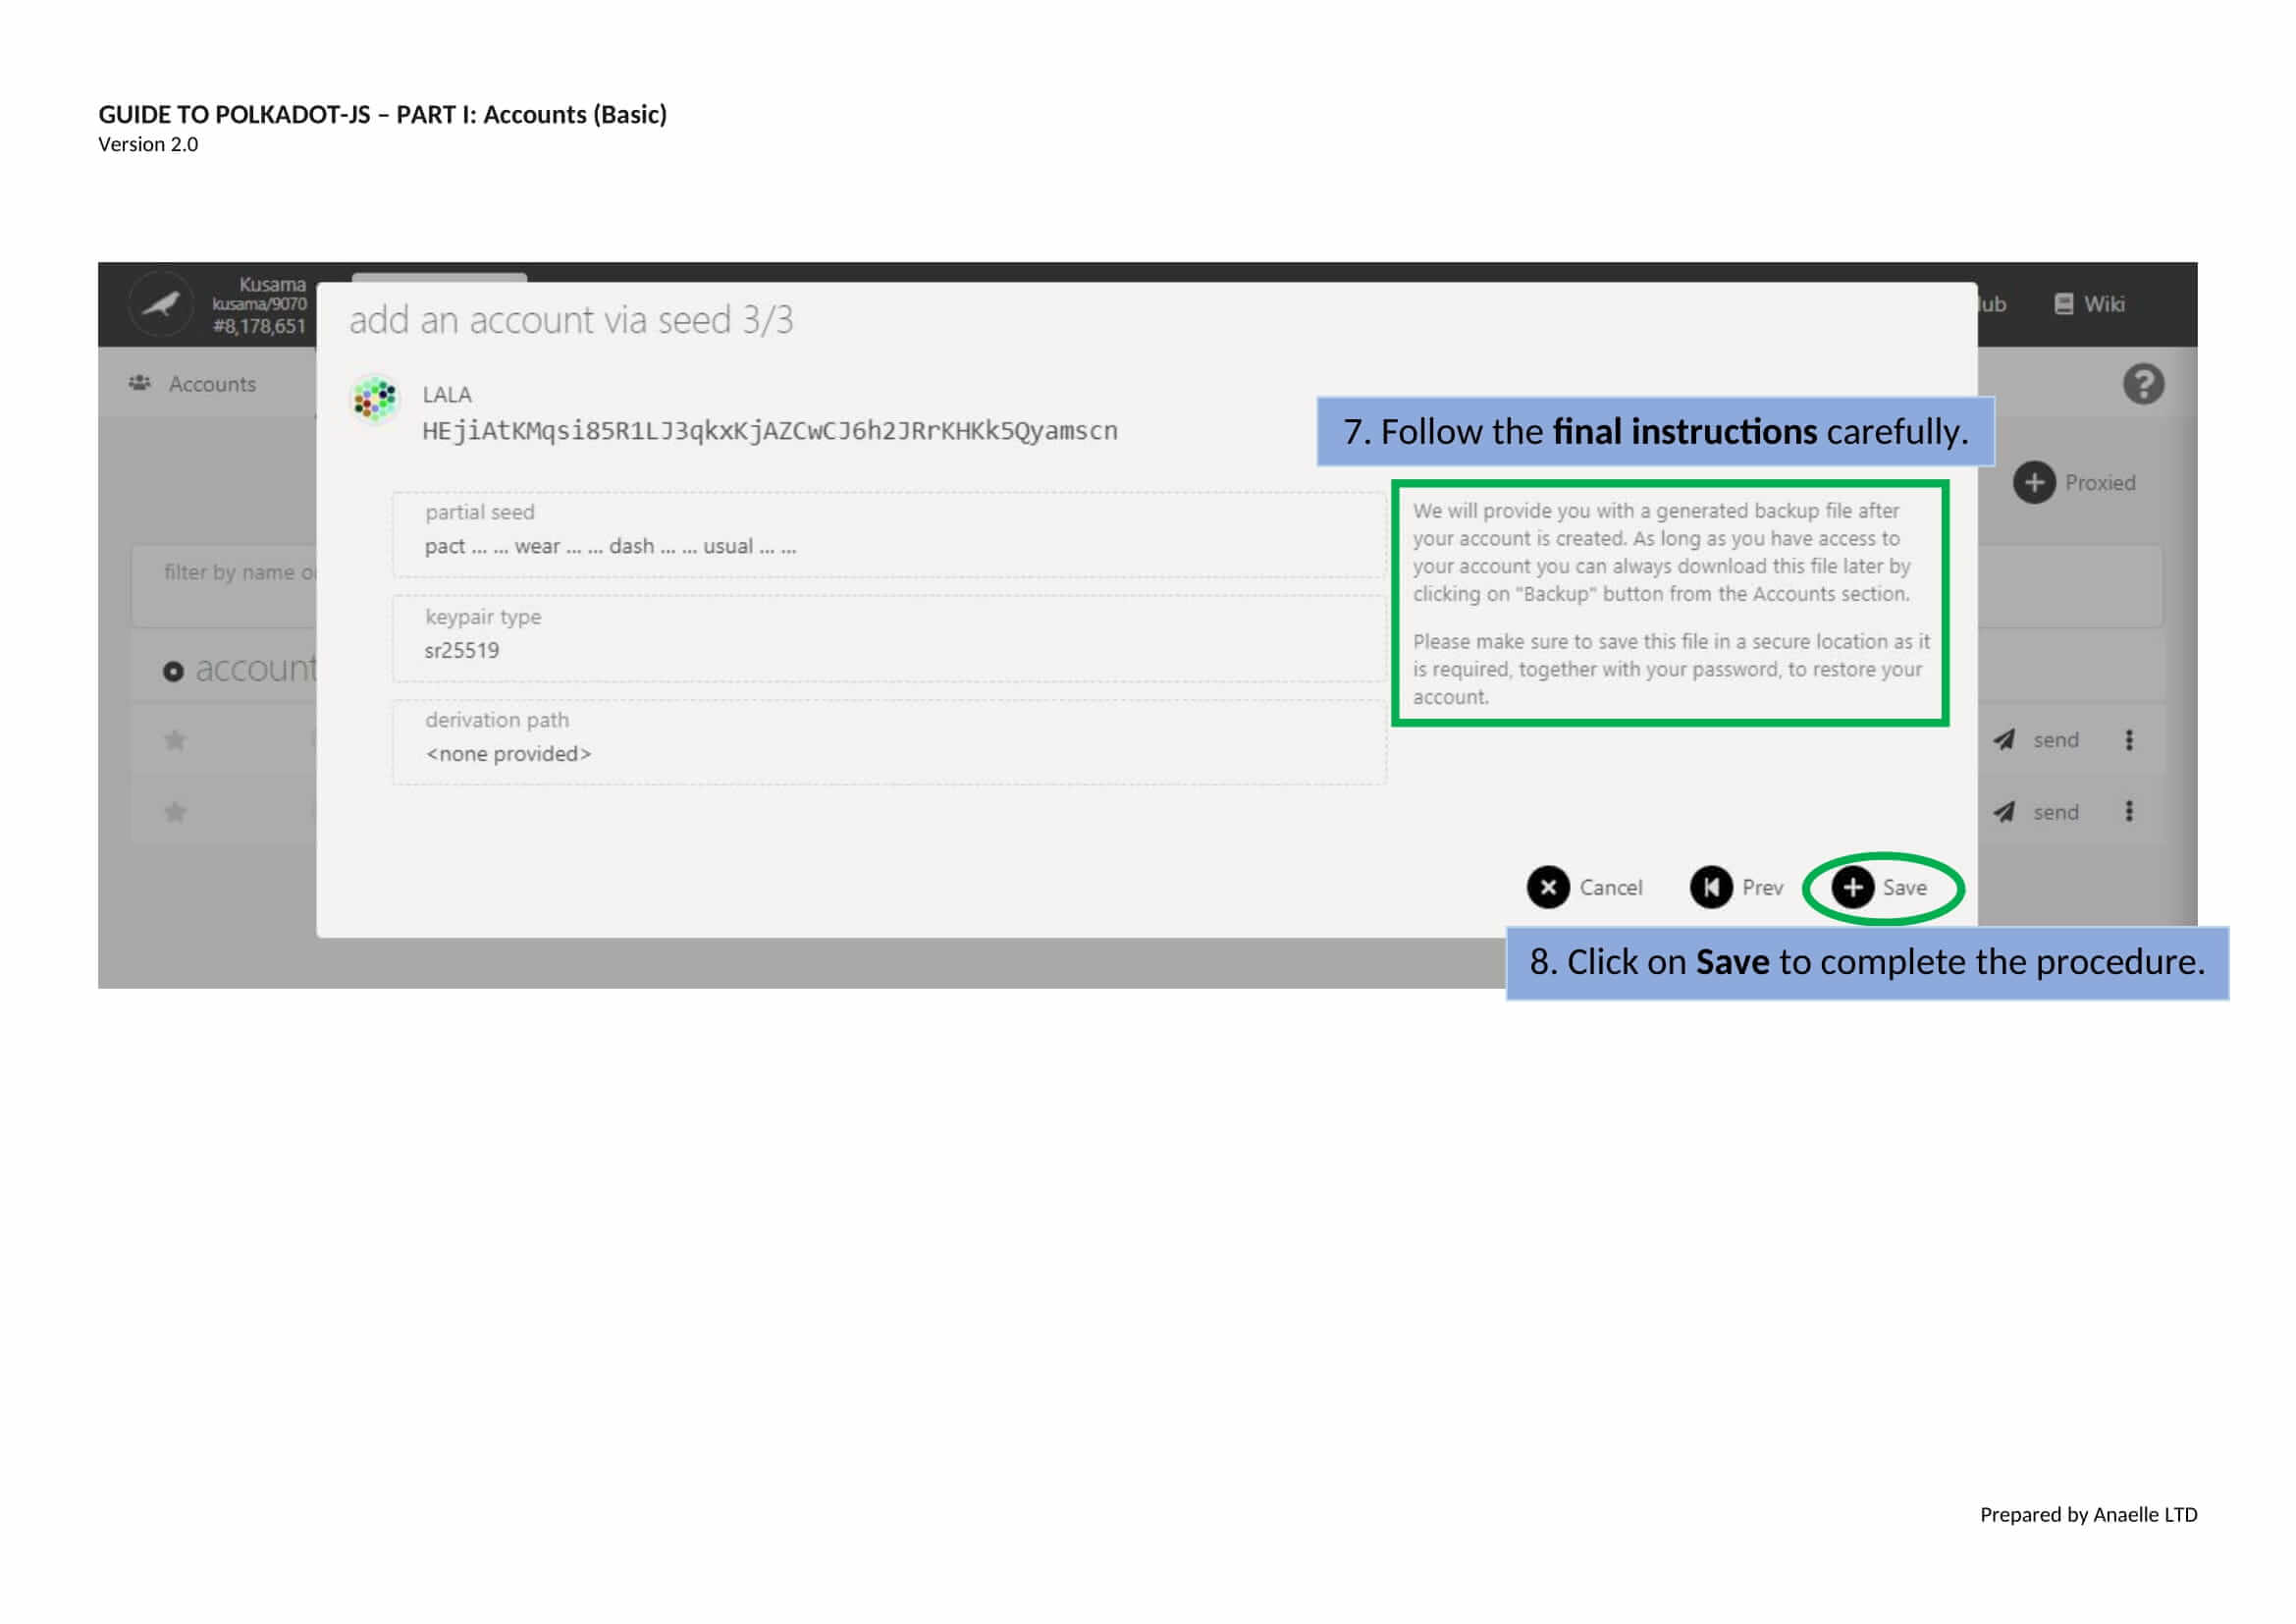 GUIDE TO POLKADOT-JS – PART I: Accounts (Basic)
Version 2.0
Kusama
kusama/9070
#8,178,651
Wiki
add an account via seed 3/3
Accounts
LALA
HEjiAtKMqsi85R1LJ3qkxKjAZCwCJ6h2JRrKHKk5Qyamscn
7. Follow the final instructions carefully.
Proxied
partial seed
pact ... ... wear ... ... dash ... ... usual ... ...
We will provide you with a generated backup file after
your account is created. As long as you have access to
your account you can always download this file later by
clicking on "Backup" button from the Accounts section.
filter by name
keypair type
sr25519
Please make sure to save this file in a secure location as it
is required, together with your password, to restore your
account.
account
derivation path
<none provided>
send
send
Cancel
Prev
Save
8. Click on Save to complete the procedure.
Prepared by Anaelle LTD